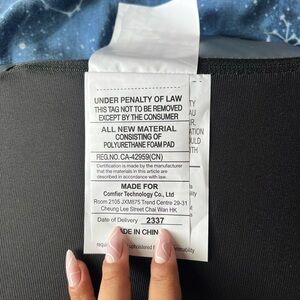 UNDER PENALTY OF LAW
THIS TAG NOT TO BE REMOVED
EXCEPT BY THE CONSUMER
ALL NEW MATERIAL
CONSISTING OF
POLYURETHANE FOAM PAD
REG.NO. CA-42959(CN)
Certification is made by the manufacturer
that the materials in this article are
described in accordance with law.
MADE FOR
Comfier Technology Co., Ltd
Room 2105 JXM875 Trend Centre 29-31
Cheung Lee Street Chai Wan HK
Date of Delivery 2337
MADE IN CHIN